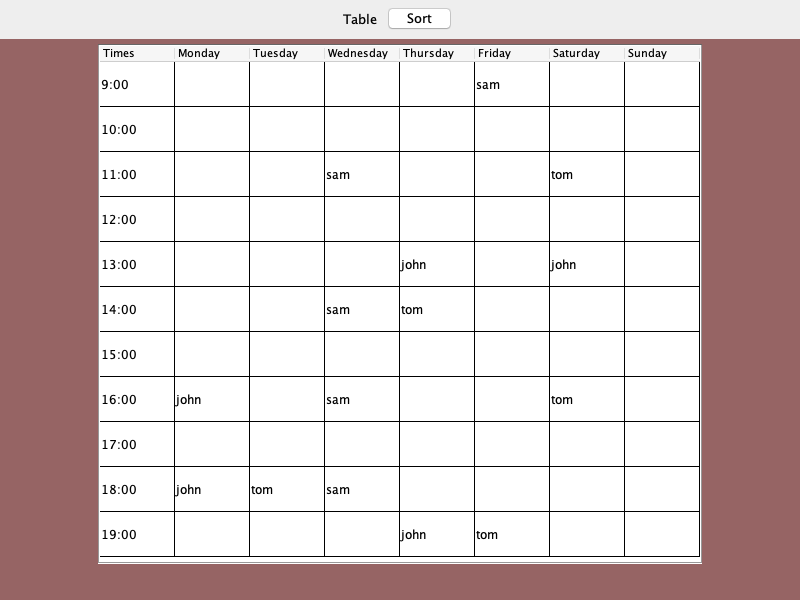 Table Sort
Times Monday Tuesday Wednesday Thursday Friday Saturday Sunday
9:00 sam
10:00
11:00 sam tom
12:00
13:00 john john
14:00 sam tom
15:00
16:00 john sam tom
17:00
18:00 john tom sam
19:00 john tom